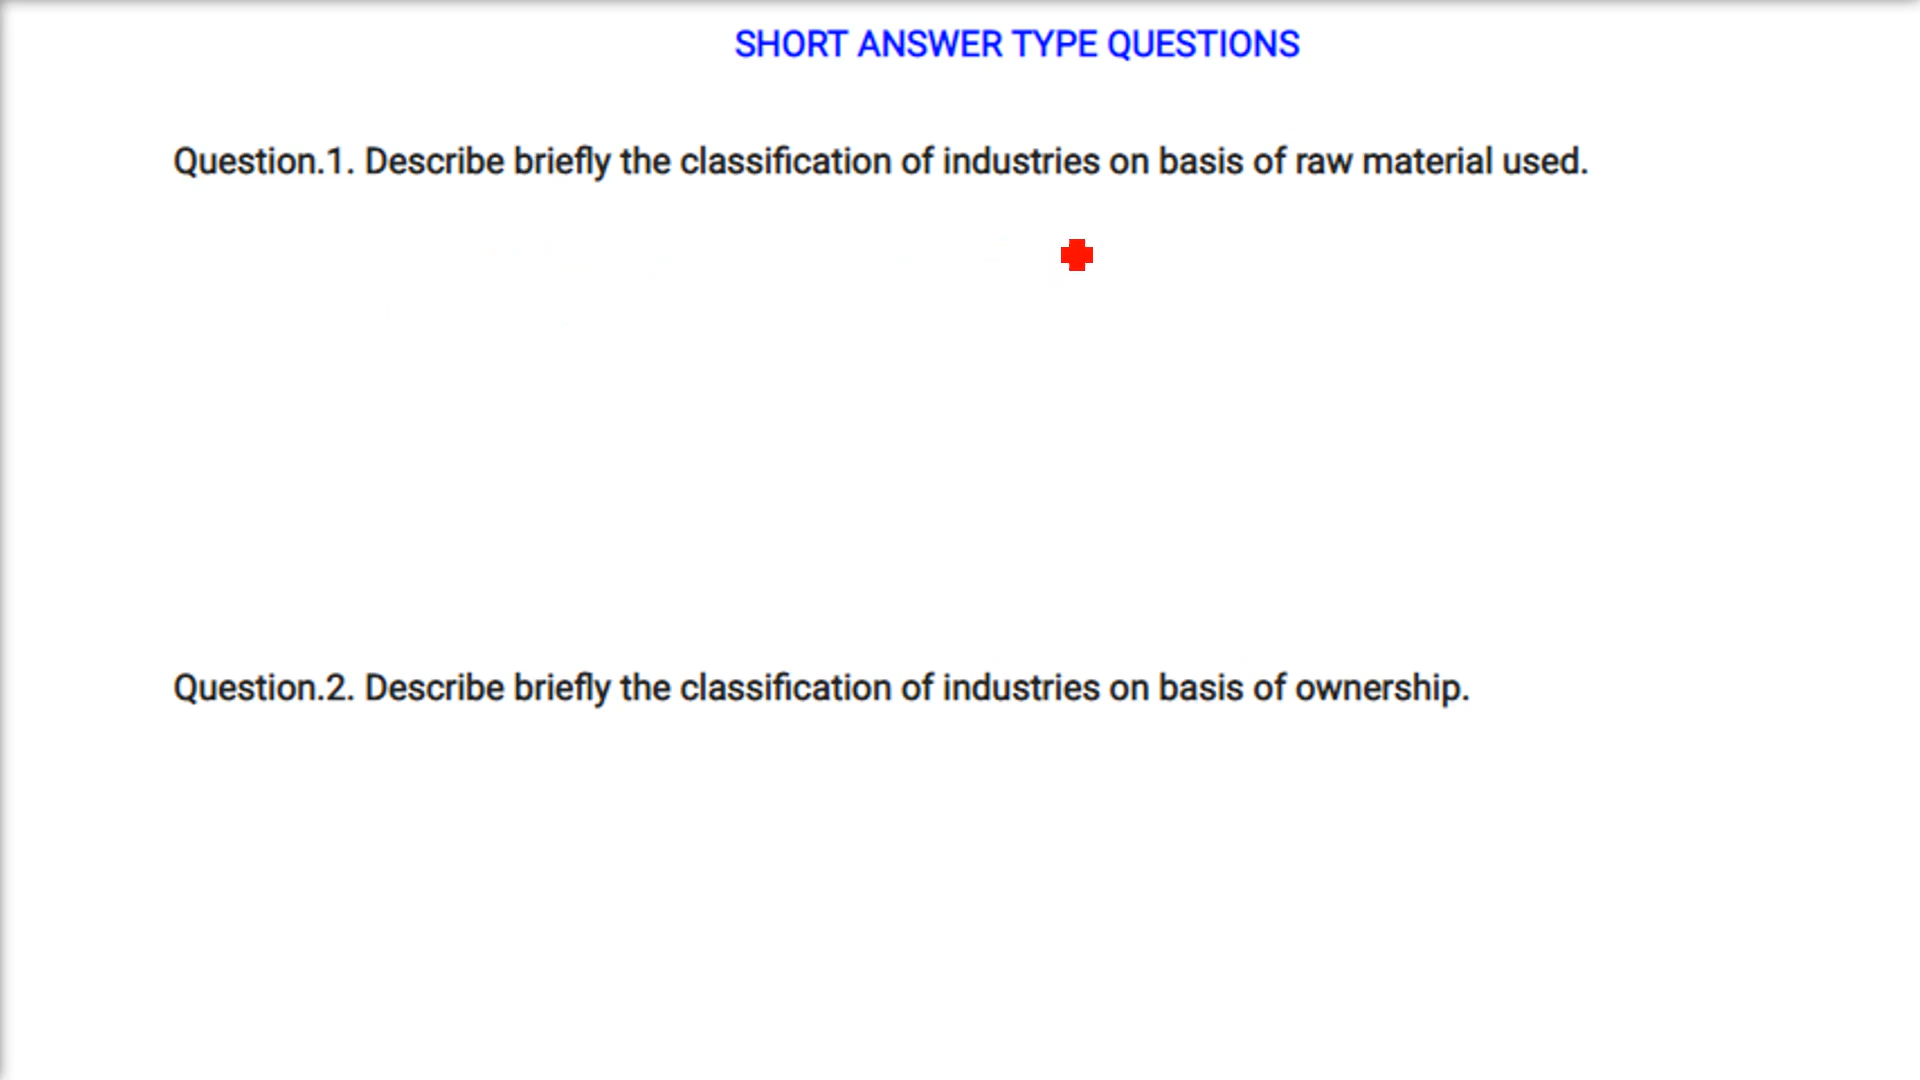 SHORT ANSWER TYPE QUESTIONS
Question.1. Describe briefly the classification of industries on basis of raw material used.
Question.2. Describe briefly the classification of industries on basis of ownership.